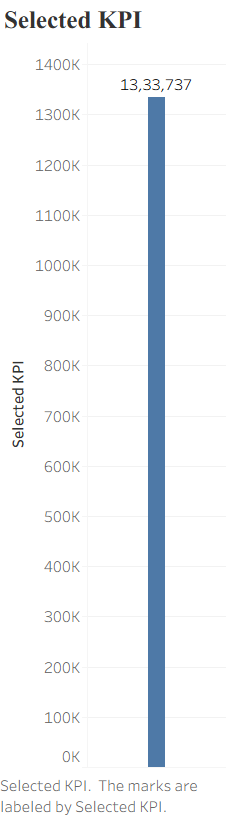 Selected KPI
1400K
13,33,737
1300K
1200K
1100K
1000K
900K
800K
700K
600K
500K
400K
300K
200K
100K
0K
Selected KPI
Selected KPI. The marks are
labeled by Selected KPI.